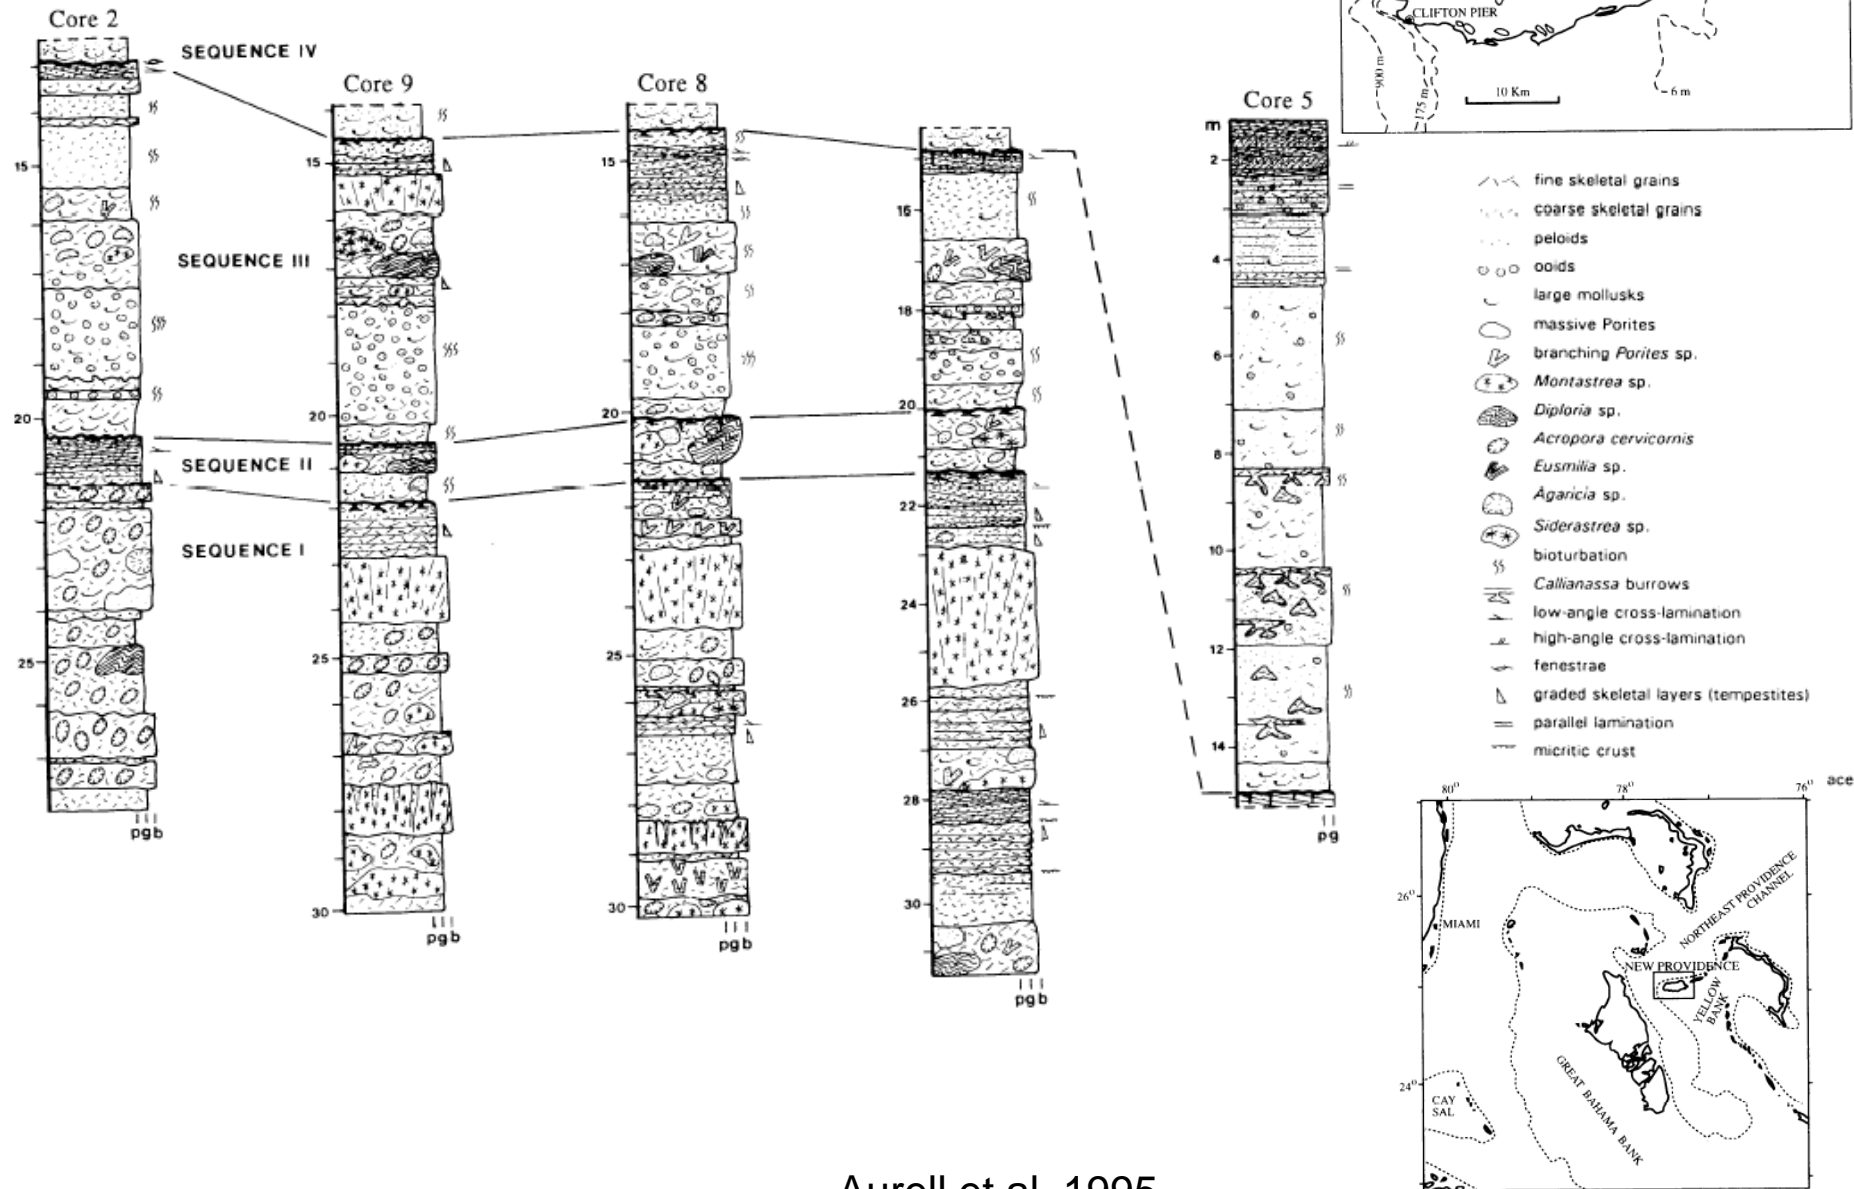 Core 2
SEQUENCE IV
15
SEQUENCE III
20
SEQUENCE II
SEQUENCE I
25
pgb
Core 9
15
20
25
30
pgb
Core 8
15
20
25
30
pgb
16
18
20
22
24
26
28
30
pgb
Core 5
m
2
4
6
8
10
12
14
pg
CLIFTON PIER
900 m
175 m
6 m
10 Km
fine skeletal grains
coarse skeletal grains
peloids
ooids
large mollusks
massive Porites
branching Porites sp.
Montastrea sp.
Diploria sp.
Acropora cervicornis
Eusmilia sp.
Agaricia sp.
Siderastrea sp.
bioturbation
Callianassa burrows
low-angle cross-lamination
high-angle cross-lamination
fenestrae
graded skeletal layers (tempestites)
parallel lamination
micritic crust
ace
80° 78° 76°
26°
MIAMI
NORTHEAST PROVIDENCE
CHANNEL
NEW PROVIDENCE
YELLOW
BANK
24°
GREAT BAHAMA BANK
CAY
SAL
Aurell et al. 1995